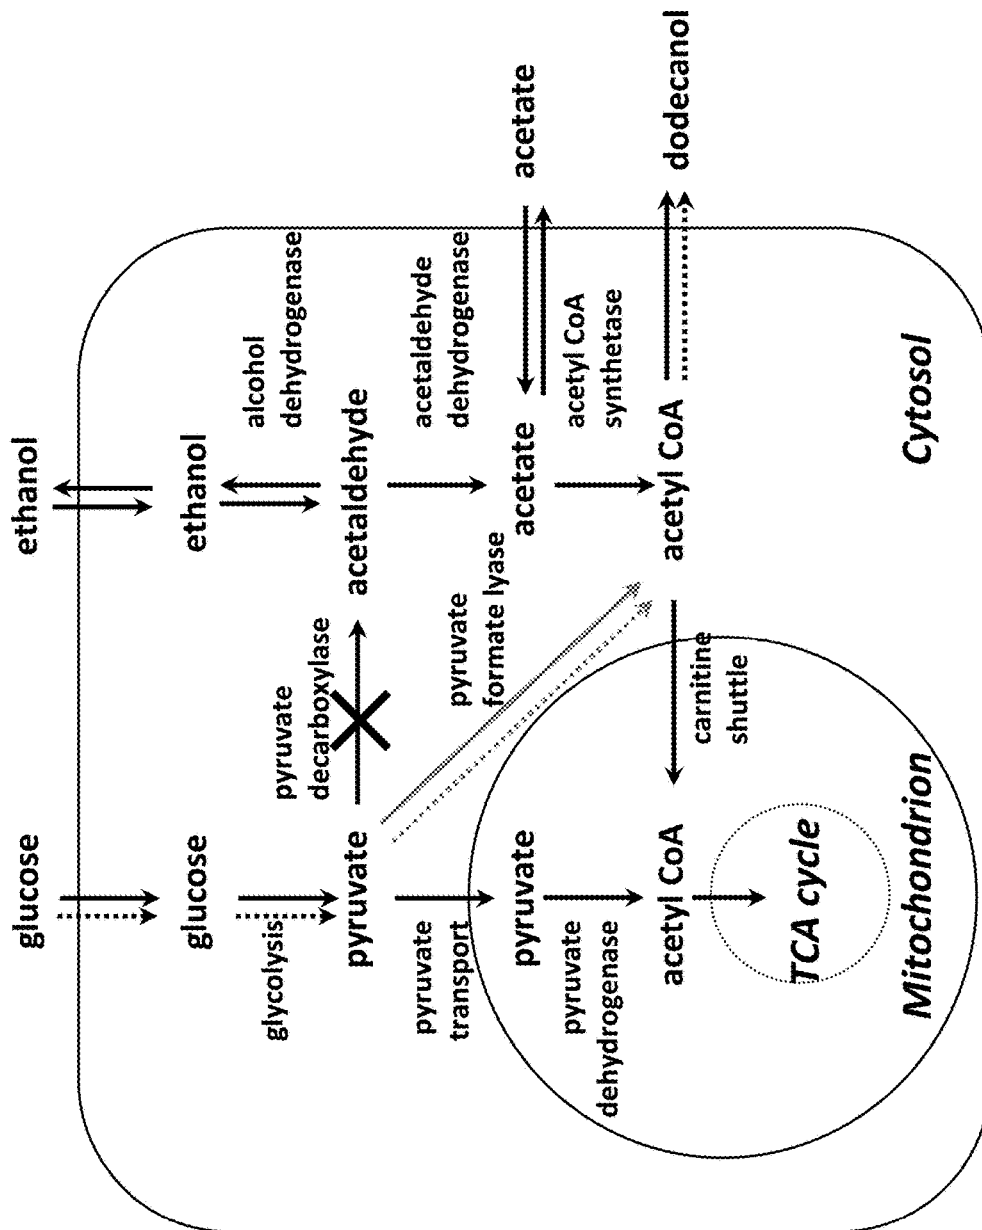 glucose
glucose
glycolysis
pyruvate
pyruvate
transport
pyruvate
pyruvate
dehydrogenase
acetyl CoA
TCA cycle
Mitochondrion
pyruvate
decarboxylase
pyruvate
formate lyase
carnitine
shuttle
ethanol
ethanol
alcohol
dehydrogenase
acetaldehyde
acetaldehyde
dehydrogenase
acetate
acetate
acetyl CoA
synthetase
acetyl CoA
dodecanol
Cytosol